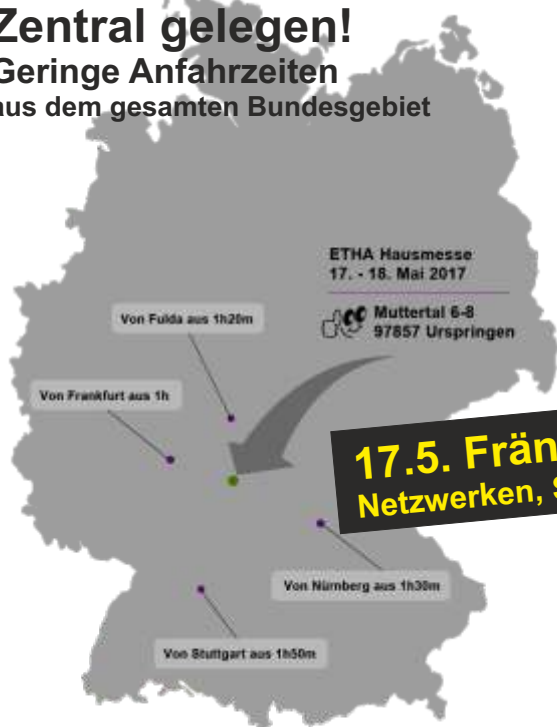 Zentral gelegen!
Geringe Anfahrzeiten
aus dem gesamten Bundesgebiet
ETHA Hausmesse
17. - 18. Mai 2017
Muttertal 6-8
97857 Urspringen
Von Fulda aus 1h20m
Von Frankfurt aus 1h
17.5. Frän
Netzwerken, S
Von Nürnberg aus 1h30m
Von Stuttgart aus 1h50m